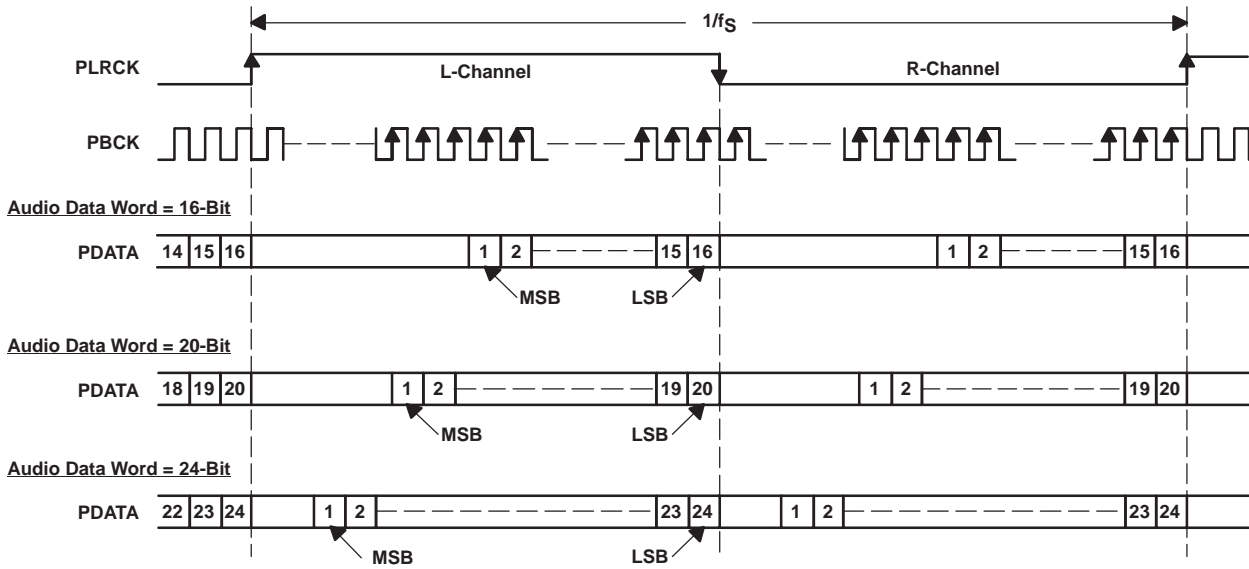 1/fS
PLRCK
L-Channel
R-Channel
PBCK
Audio Data Word = 16-Bit
PDATA 14 15 16 1 2 15 16 1 2 15 16
MSB LSB
Audio Data Word = 20-Bit
PDATA 18 19 20 1 2 19 20 1 2 19 20
MSB LSB
Audio Data Word = 24-Bit
PDATA 22 23 24 1 2 23 24 1 2 23 24
MSB LSB